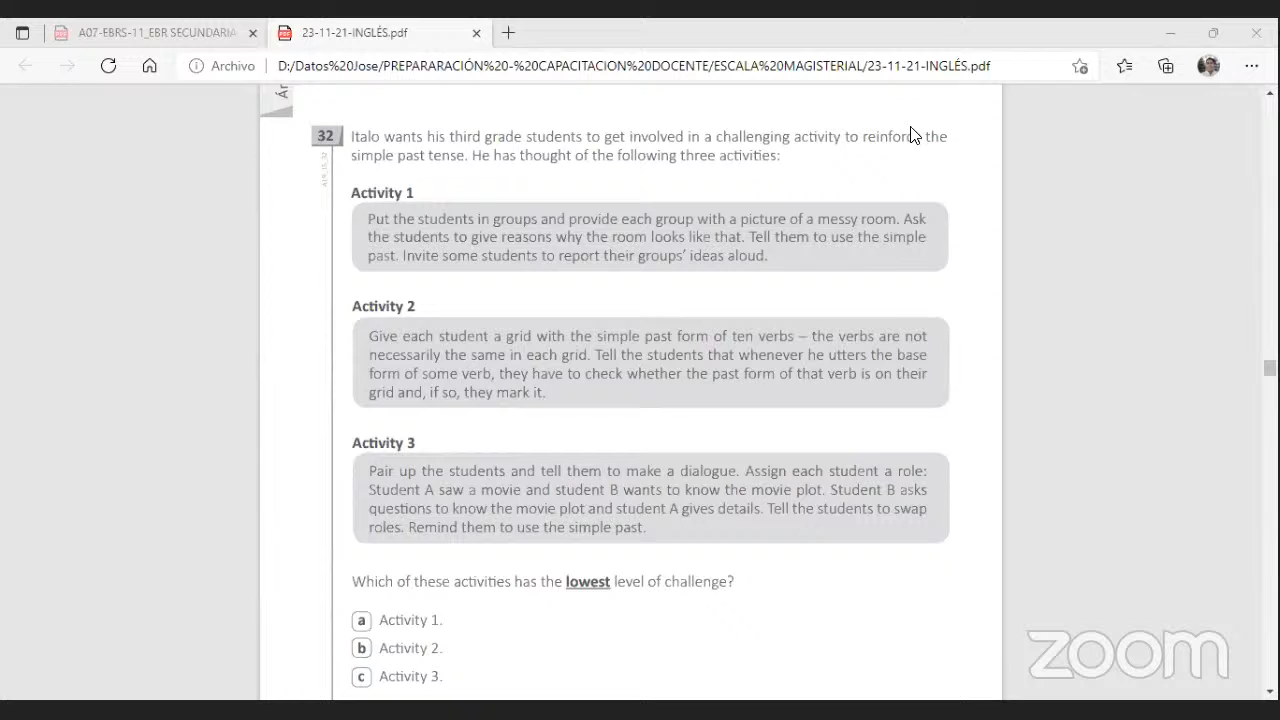 A07-EBRS-11_EBR SECUNDARIA
23-11-21-INGLÉS.pdf
Archivo
D:/Datos%20Jose/PREPARARACIÓN%20-%20CAPACITACION%20DOCENTE/ESCALA%20MAGISTERIAL/23-11-21-INGLÉS.pdf
Ár
32
A19_15_32
Italo wants his third grade students to get involved in a challenging activity to reinforce the
simple past tense. He has thought of the following three activities:
Activity 1
Put the students in groups and provide each group with a picture of a messy room. Ask
the students to give reasons why the room looks like that. Tell them to use the simple
past. Invite some students to report their groups’ ideas aloud.
Activity 2
Give each student a grid with the simple past form of ten verbs – the verbs are not
necessarily the same in each grid. Tell the students that whenever he utters the base
form of some verb, they have to check whether the past form of that verb is on their
grid and, if so, they mark it.
Activity 3
Pair up the students and tell them to make a dialogue. Assign each student a role:
Student A saw a movie and student B wants to know the movie plot. Student B asks
questions to know the movie plot and student A gives details. Tell the students to swap
roles. Remind them to use the simple past.
Which of these activities has the lowest level of challenge?
a Activity 1.
b Activity 2.
c Activity 3.
zoom